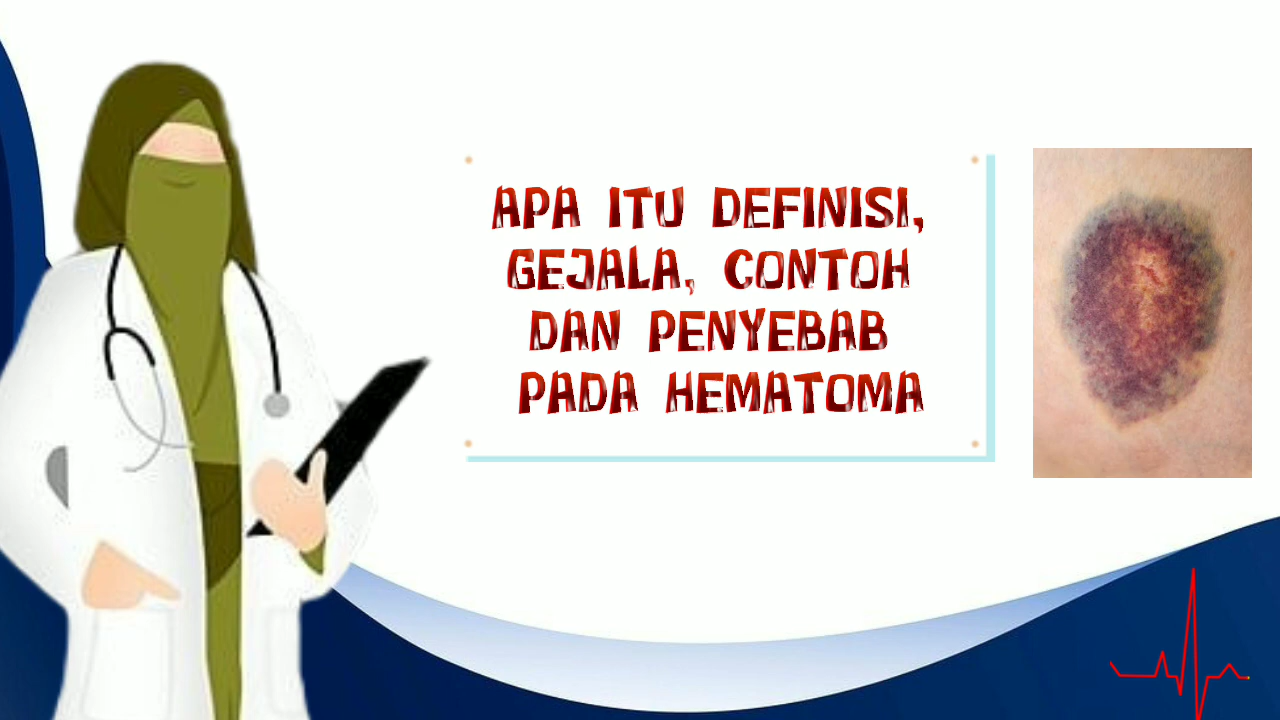 APA ITU DEFINISI,
GEJALA, CONTOH
DAN PENYEBAB
PADA HEMATOMA